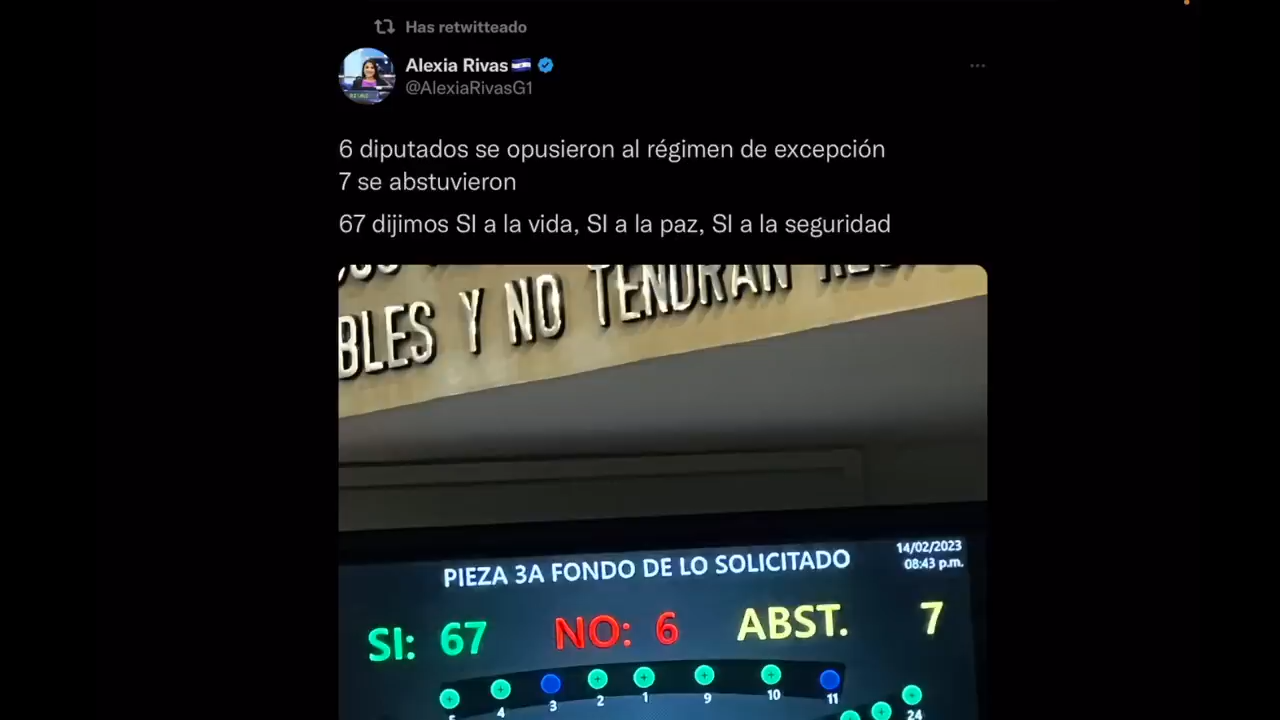 Has retwitteado
Alexia Rivas
@AlexiaRivasG1
6 diputados se opusieron al régimen de excepción
7 se abstuvieron
67 dijimos SI a la vida, SI a la paz, SI a la seguridad
BLES Y NO TENDRAN
PIEZA 3A FONDO DE LO SOLICITADO
14/02/2023
08:43 p.m.
SI: 67 NO: 6 ABST. 7
4 3 2 1 9 10 11
24